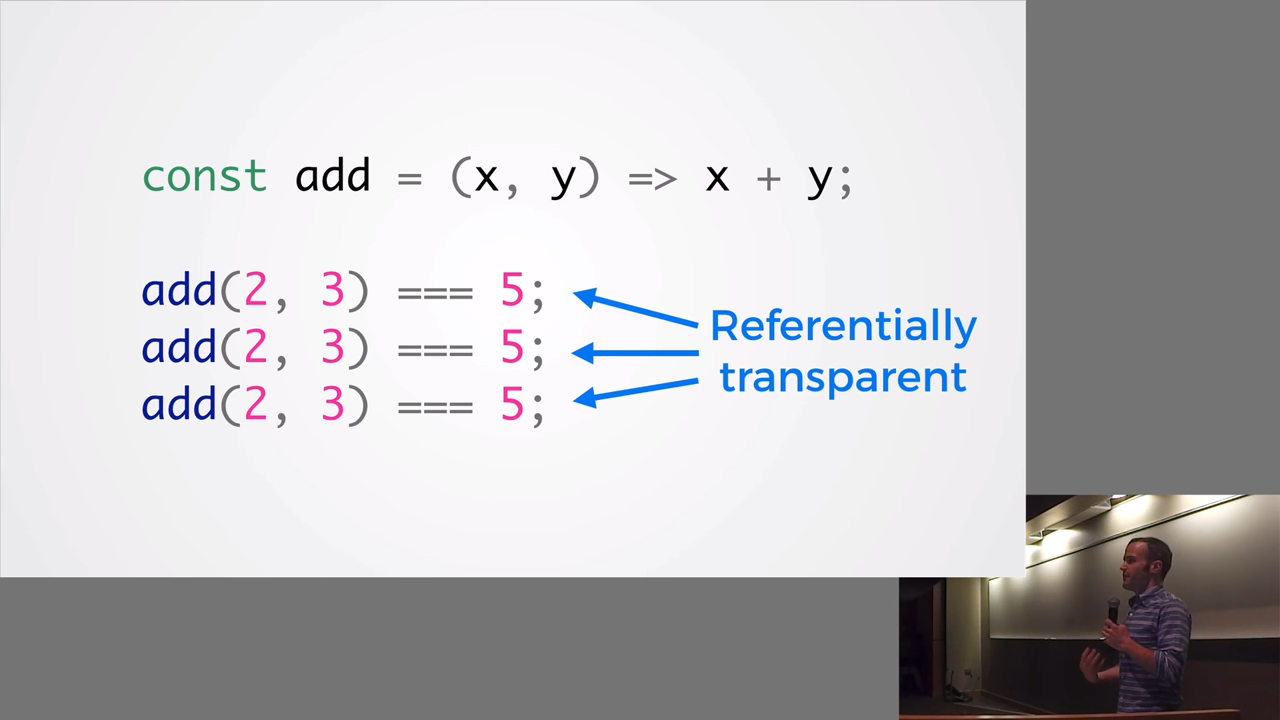 const add = (x, y) => x + y;
add(2, 3) === 5;
add(2, 3) === 5;
add(2, 3) === 5;
Referentially
transparent